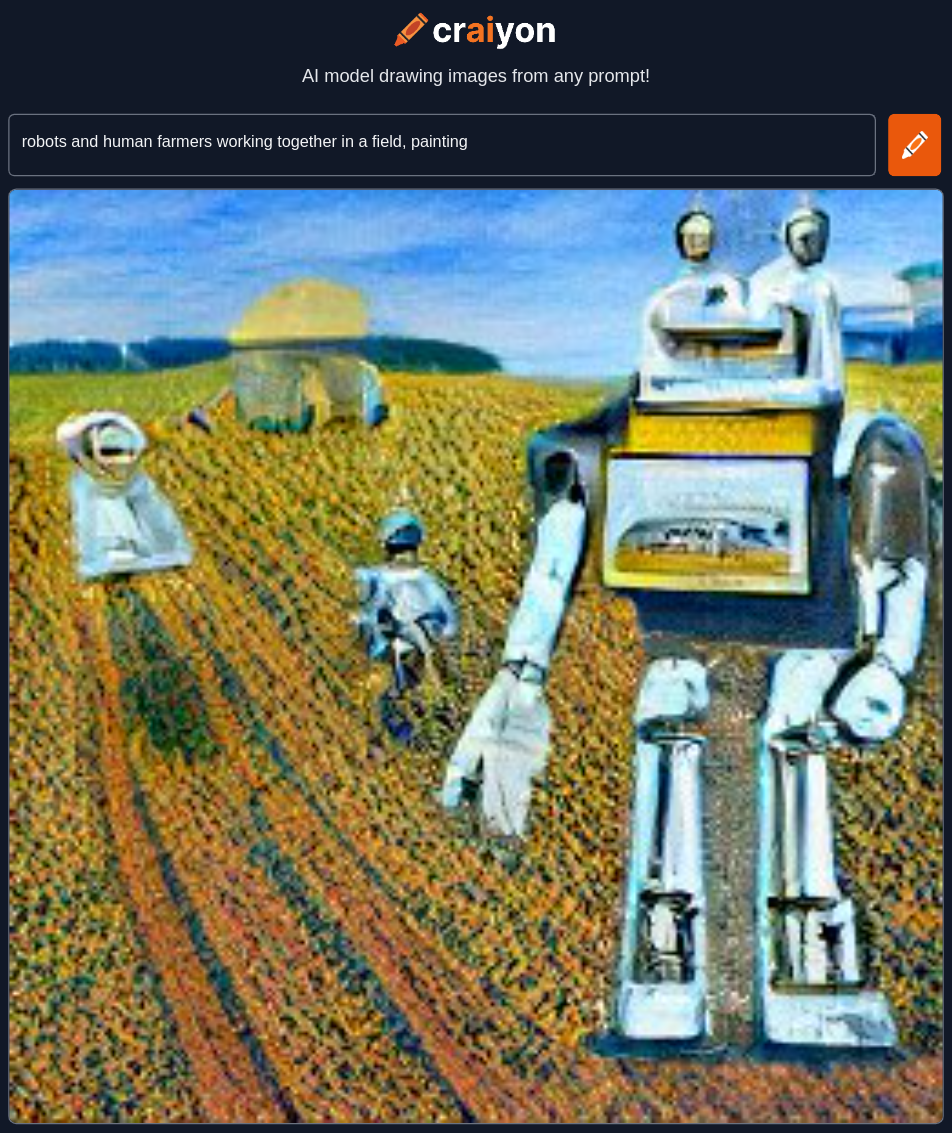 craiyon
AI model drawing images from any prompt!
robots and human farmers working together in a field, painting